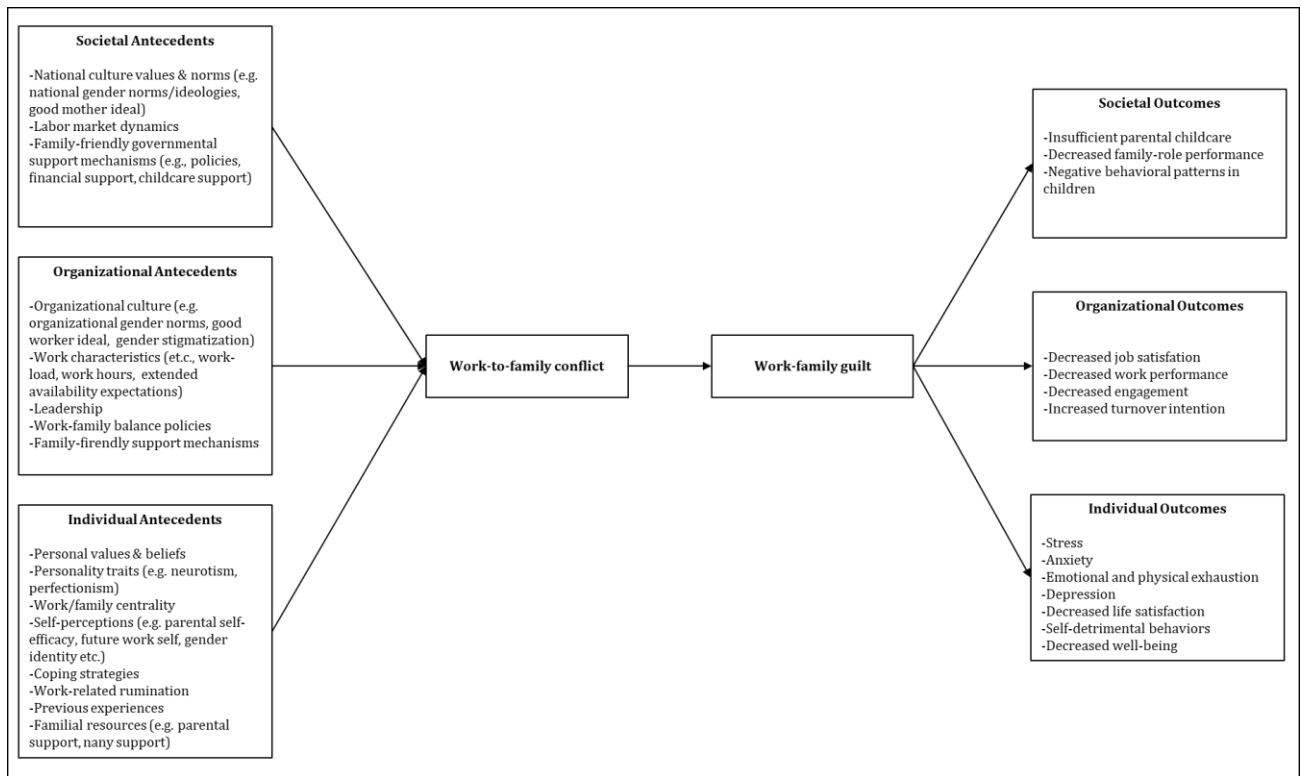 Societal Antecedents
-National culture values & norms (e.g.
national gender norms/ideologies,
good mother ideal)
-Labor market dynamics
-Family-friendly governmental
support mechanisms (e.g., policies,
financial support, childcare support)
Organizational Antecedents
-Organizational culture (e.g.
organizational gender norms, good
worker ideal, gender stigmatization)
-Work characteristics (et.c., work-
load, work hours, extended
availability expectations)
-Leadership
-Work-family balance policies
-Family-firendly support mechanisms
Individual Antecedents
-Personal values & beliefs
-Personality traits (e.g. neurotism,
perfectionism)
-Work/family centrality
-Self-perceptions (e.g. parental self-
efficacy, future work self, gender
identity etc.)
-Coping strategies
-Work-related rumination
-Previous experiences
-Familial resources (e.g. parental
support, nany support)
Work-to-family conflict
Work-family guilt
Societal Outcomes
-Insufficient parental childcare
-Decreased family-role performance
-Negative behavioral patterns in
children
Organizational Outcomes
-Decreased job satisfation
-Decreased work performance
-Decreased engagement
-Increased turnover intention
Individual Outcomes
-Stress
-Anxiety
-Emotional and physical exhaustion
-Depression
-Decreased life satisfaction
-Self-detrimental behaviors
-Decreased well-being